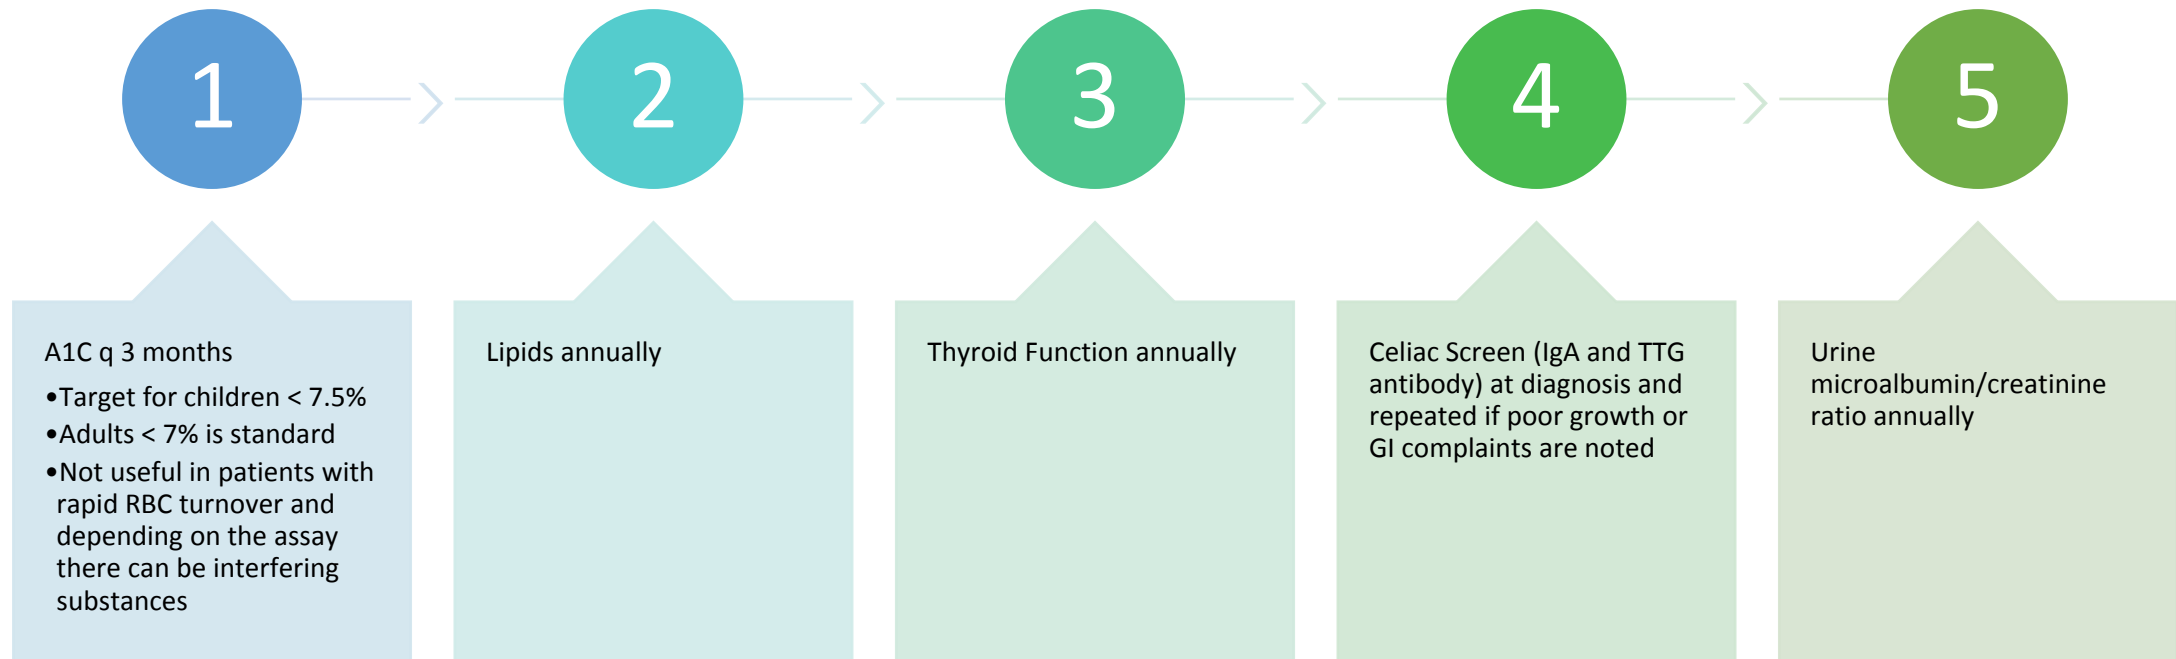 1
2
3
4
5
A1C q 3 months
•Target for children < 7.5%
•Adults < 7% is standard
•Not useful in patients with
rapid RBC turnover and
depending on the assay
there can be interfering
substances
Lipids annually
Thyroid Function annually
Celiac Screen (IgA and TTG
antibody) at diagnosis and
repeated if poor growth or
GI complaints are noted
Urine
microalbumin/creatinine
ratio annually